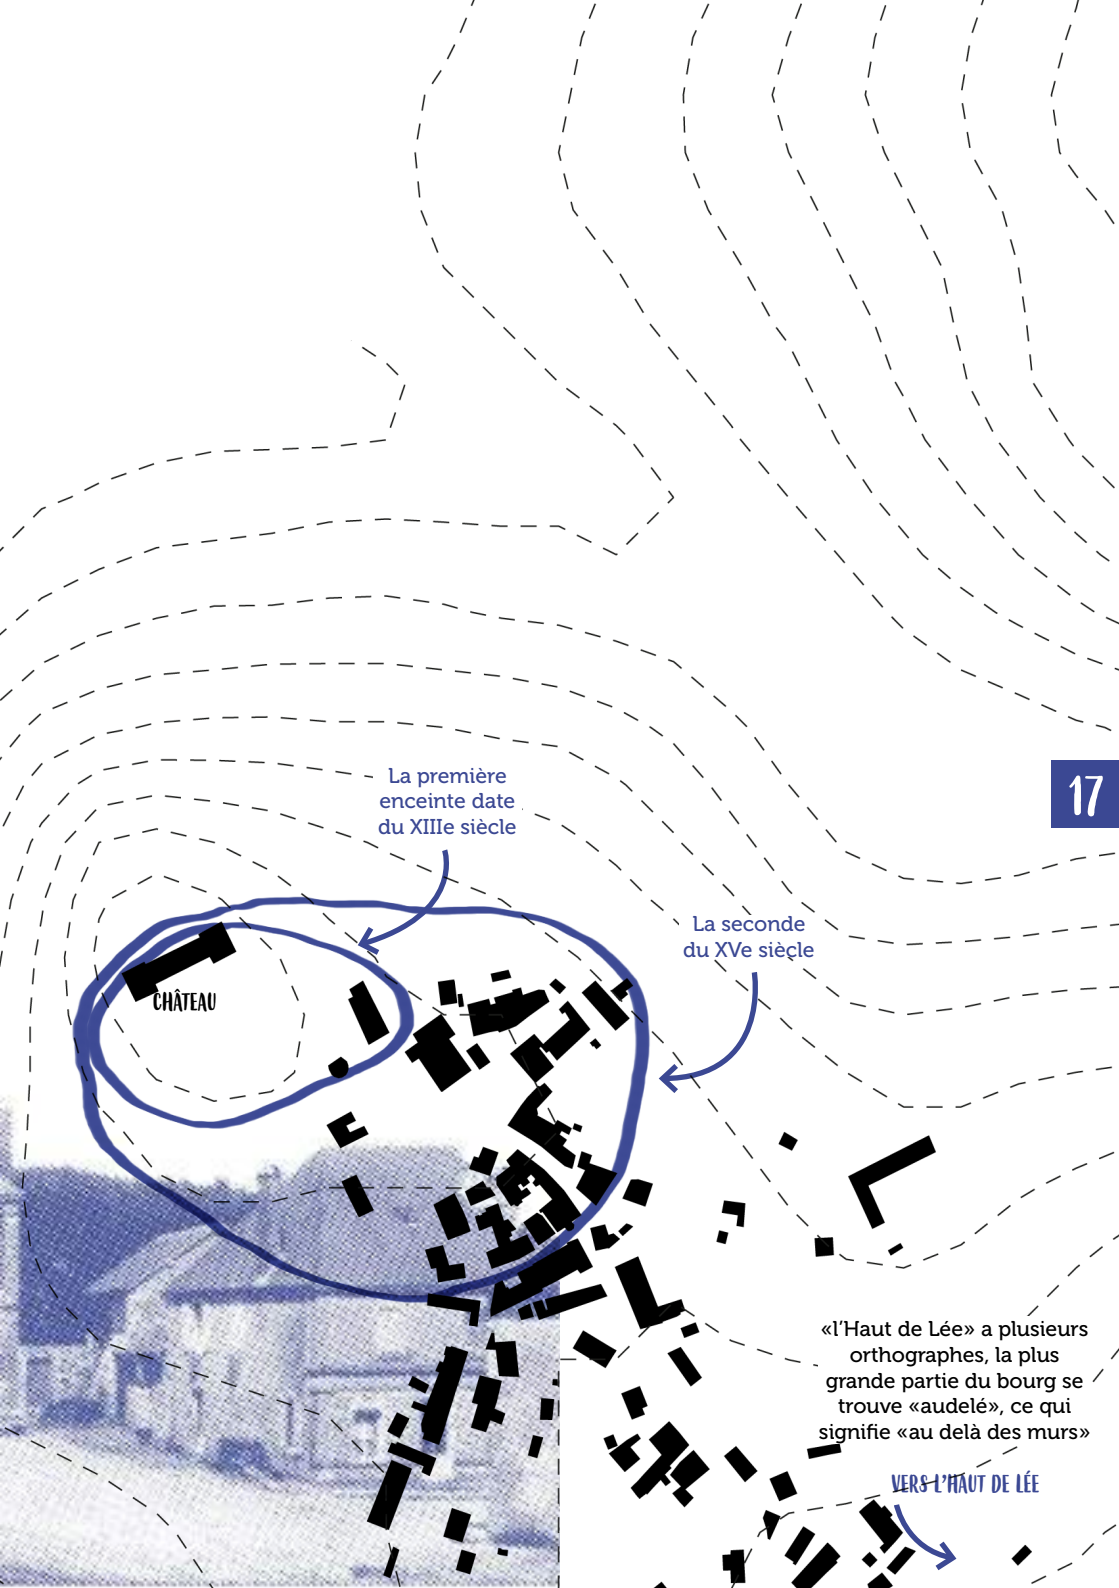 La première
enceinte date
du XIIIe siècle
17
La seconde
du XVe siècle
CHÂTEAU
«l'Haut de Lée» a plusieurs
orthographes, la plus
grande partie du bourg se
trouve «audelé», ce qui
signifie «au delà des murs»
VERS L'HAUT DE LÉE